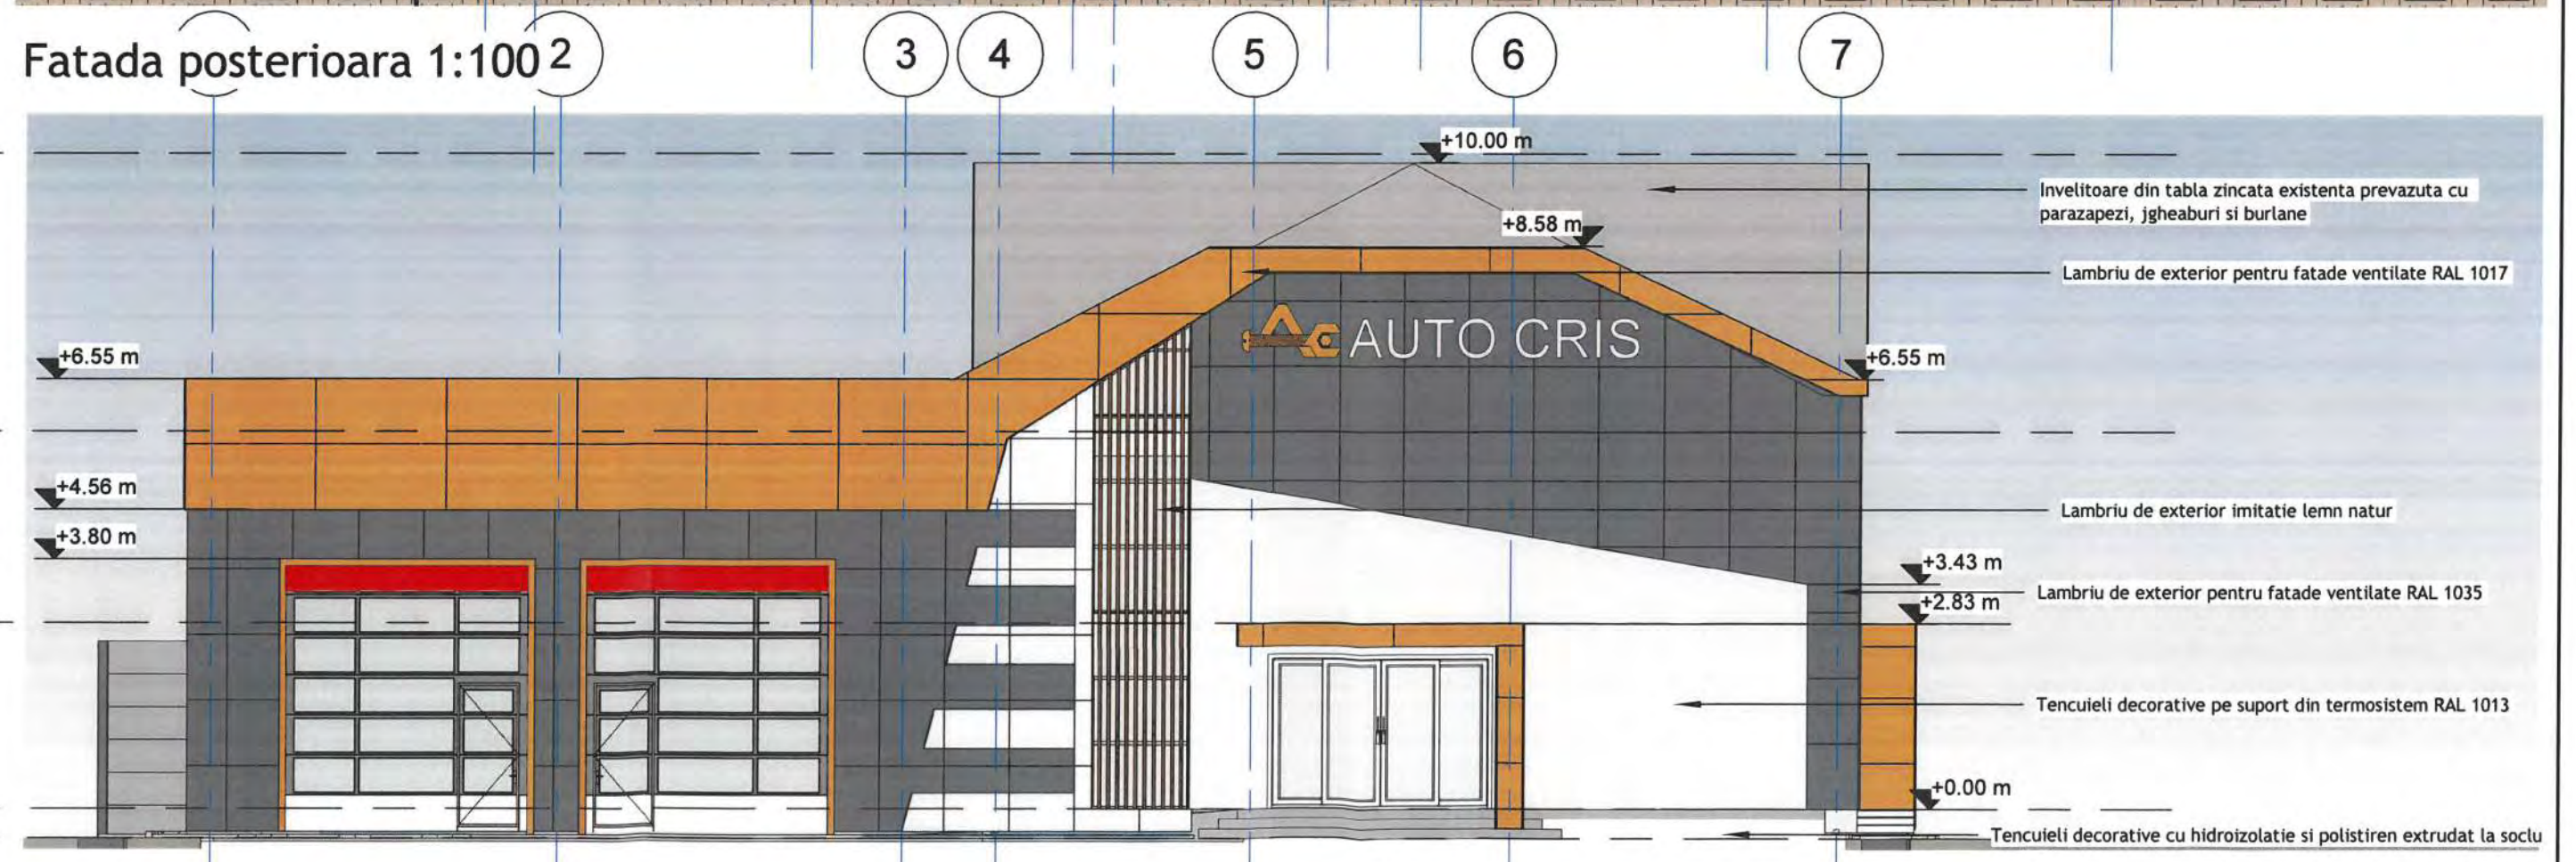 Fatada posterioara 1:100
2
3
4
5
6
7
+10.00 m
Invelitoare din tabla zincata existenta prevazuta cu
parazapezi, jgheaburi si burlane
+8.58 m
Lambriu de exterior pentru fatade ventilate RAL 1017
AC AUTO CRIS
+6.55 m
+6.55 m
+4.56 m
Lambriu de exterior imitatie lemn natur
+3.80 m
+3.43 m
Lambriu de exterior pentru fatade ventilate RAL 1035
+2.83 m
Tencuieli decorative pe suport din termosistem RAL 1013
+0.00 m
Tencuieli decorative cu hidroizolatie si polistiren extrudat la soclu